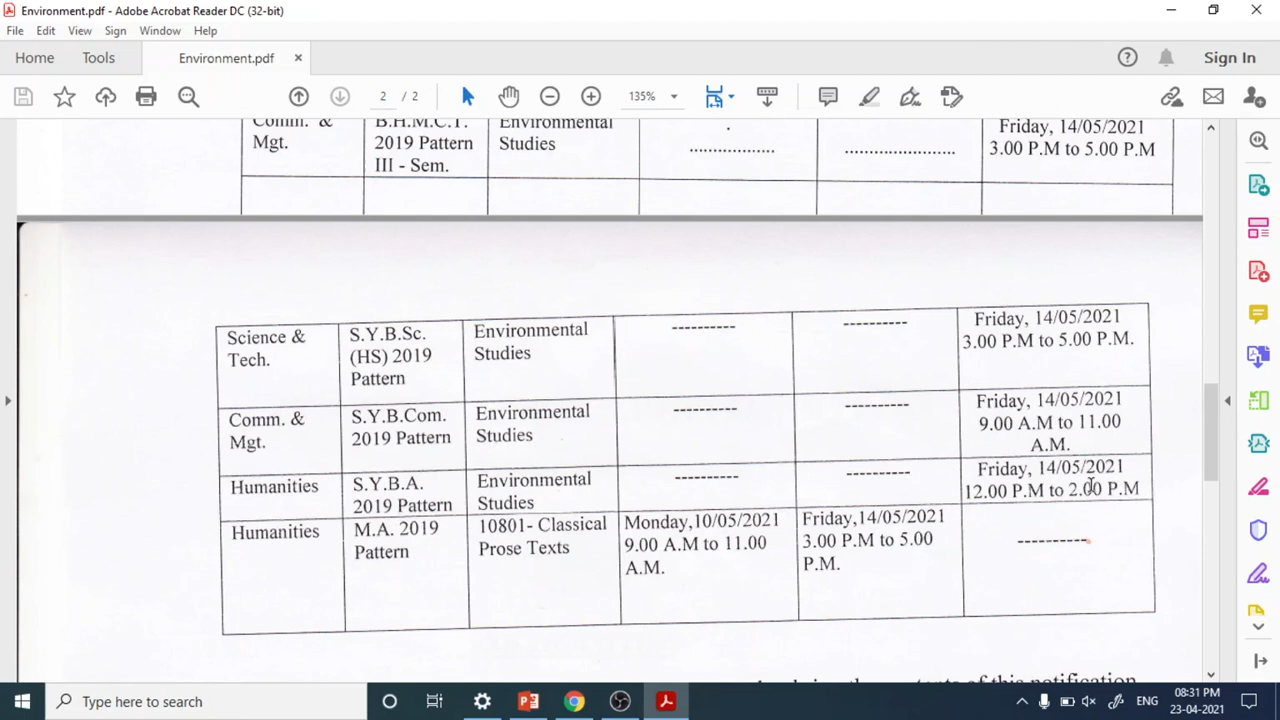 Environment.pdf - Adobe Acrobat Reader DC (32-bit)
File Edit View Sign Window Help
Home Tools Environment.pdf × Sign In
2 / 2 135%
Comm. & B.H.M.C.T. Environmental Friday, 14/05/2021
Mgt. 2019 Pattern Studies ................. ...................... 3.00 P.M to 5.00 P.M
III - Sem.
Science & S.Y.B.Sc. Environmental ---------- ---------- Friday, 14/05/2021
Tech. (HS) 2019 Studies 3.00 P.M to 5.00 P.M.
Pattern
Comm. & S.Y.B.Com. Environmental ---------- ---------- Friday, 14/05/2021
Mgt. 2019 Pattern Studies 9.00 A.M to 11.00
A.M.
Humanities S.Y.B.A. Environmental ---------- ---------- Friday, 14/05/2021
2019 Pattern Studies 12.00 P.M to 2.00 P.M
Humanities M.A. 2019 10801- Classical Monday,10/05/2021 Friday,14/05/2021 -----------
Pattern Prose Texts 9.00 A.M to 11.00 3.00 P.M to 5.00
A.M. P.M.
the contents of this notification
Type here to search ENG 08:31 PM
23-04-2021